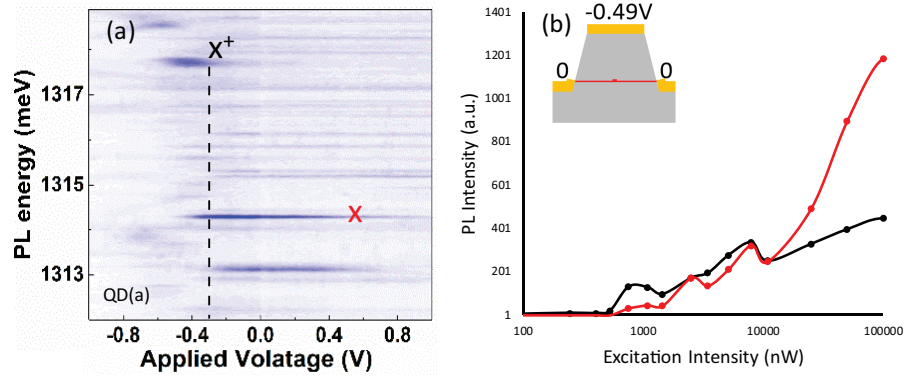 (a)
X+
X
QD(a)
PL energy (meV)
1317
1315
1313
-0.8
-0.4
0.0
0.4
0.8
Applied Volatage (V)
(b)
-0.49V
0
0
PL Intensity (a.u.)
1401
1201
1001
801
601
401
201
1
100
1000
10000
100000
Excitation Intensity (nW)